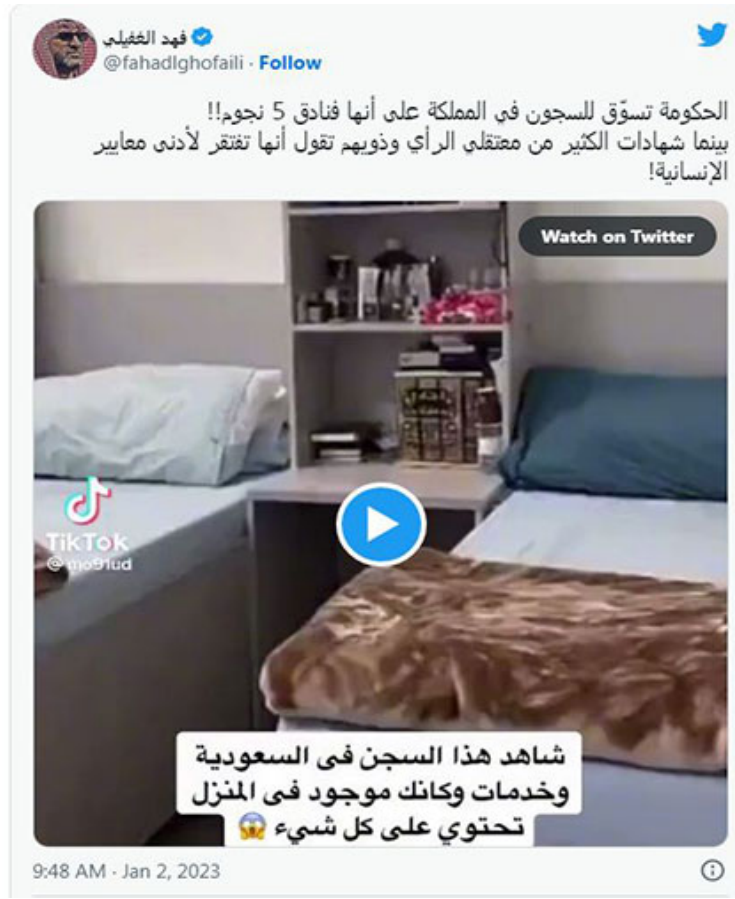 فهد الغفيلي
@fahadlghofaili · Follow
الحكومة تسوّق للسجون في المملكة على أنها فنادق 5 نجوم!!
بينما شهادات الكثير من معتقلي الرأي وذويهم تقول أنها تفتقر لأدنى معايير
الإنسانية!
Watch on Twitter
TikTok
@mo91ud
شاهد هذا السجن فى السعودية
وخدمات وكانك موجود فى المنزل
تحتوي على كل شيء 😱
9:48 AM · Jan 2, 2023